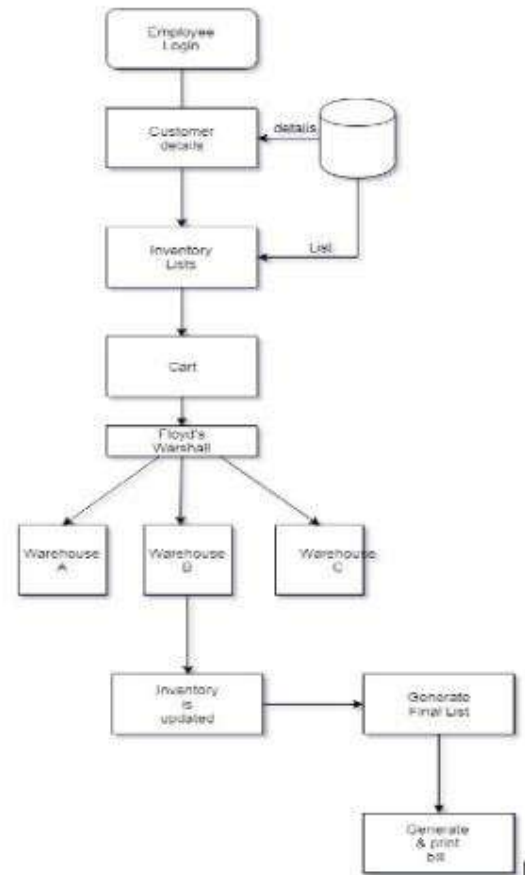 Employee
Login
Customer
details
details
Inventory
Lists
List
Cart
Floyd's
Warshall
Warehouse
A
Warehouse
B
Warehouse
C
Inventory
is
updated
Generate
Final List
Generate
& print
bill